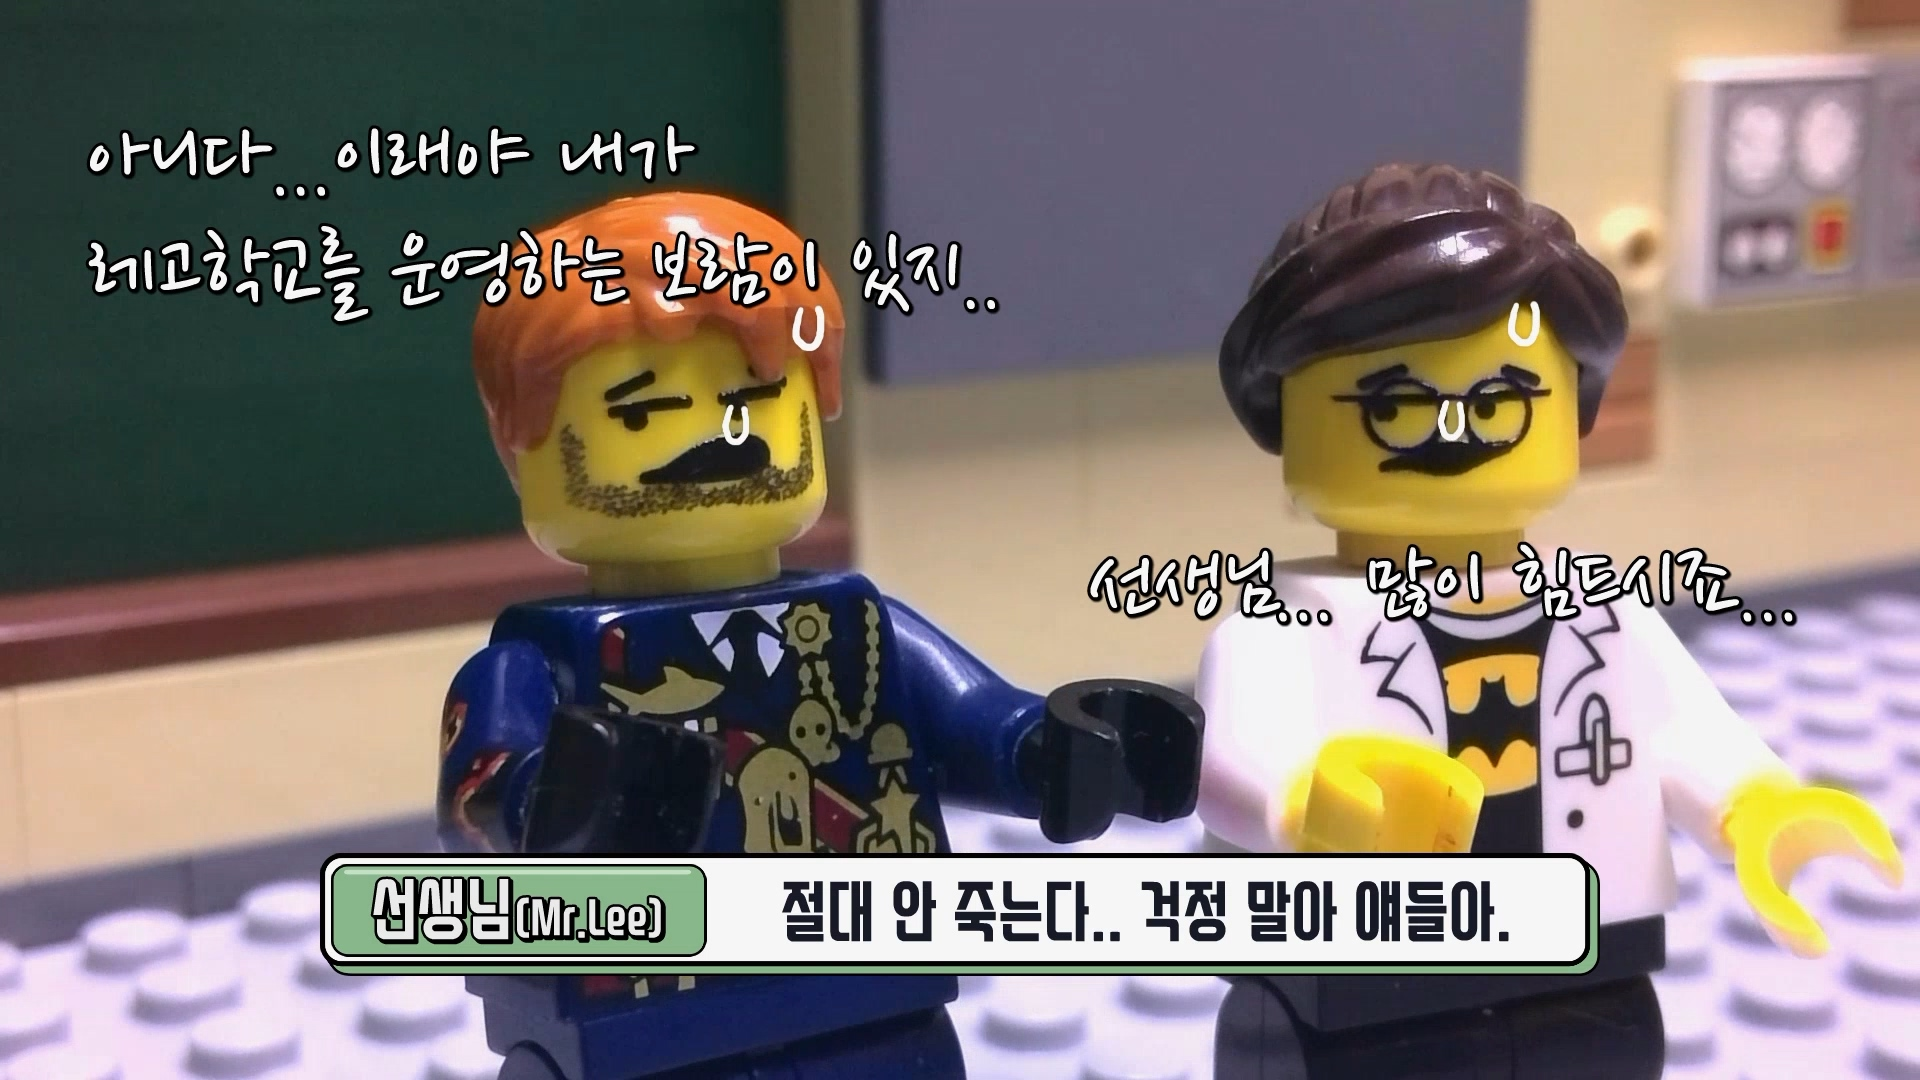 아니다...이래야 내가
레고학교를 운영하는 보람이 있지..
선생님... 많이 힘드시죠...
선생님(Mr.Lee)
절대 안 죽는다.. 걱정 말아 얘들아.